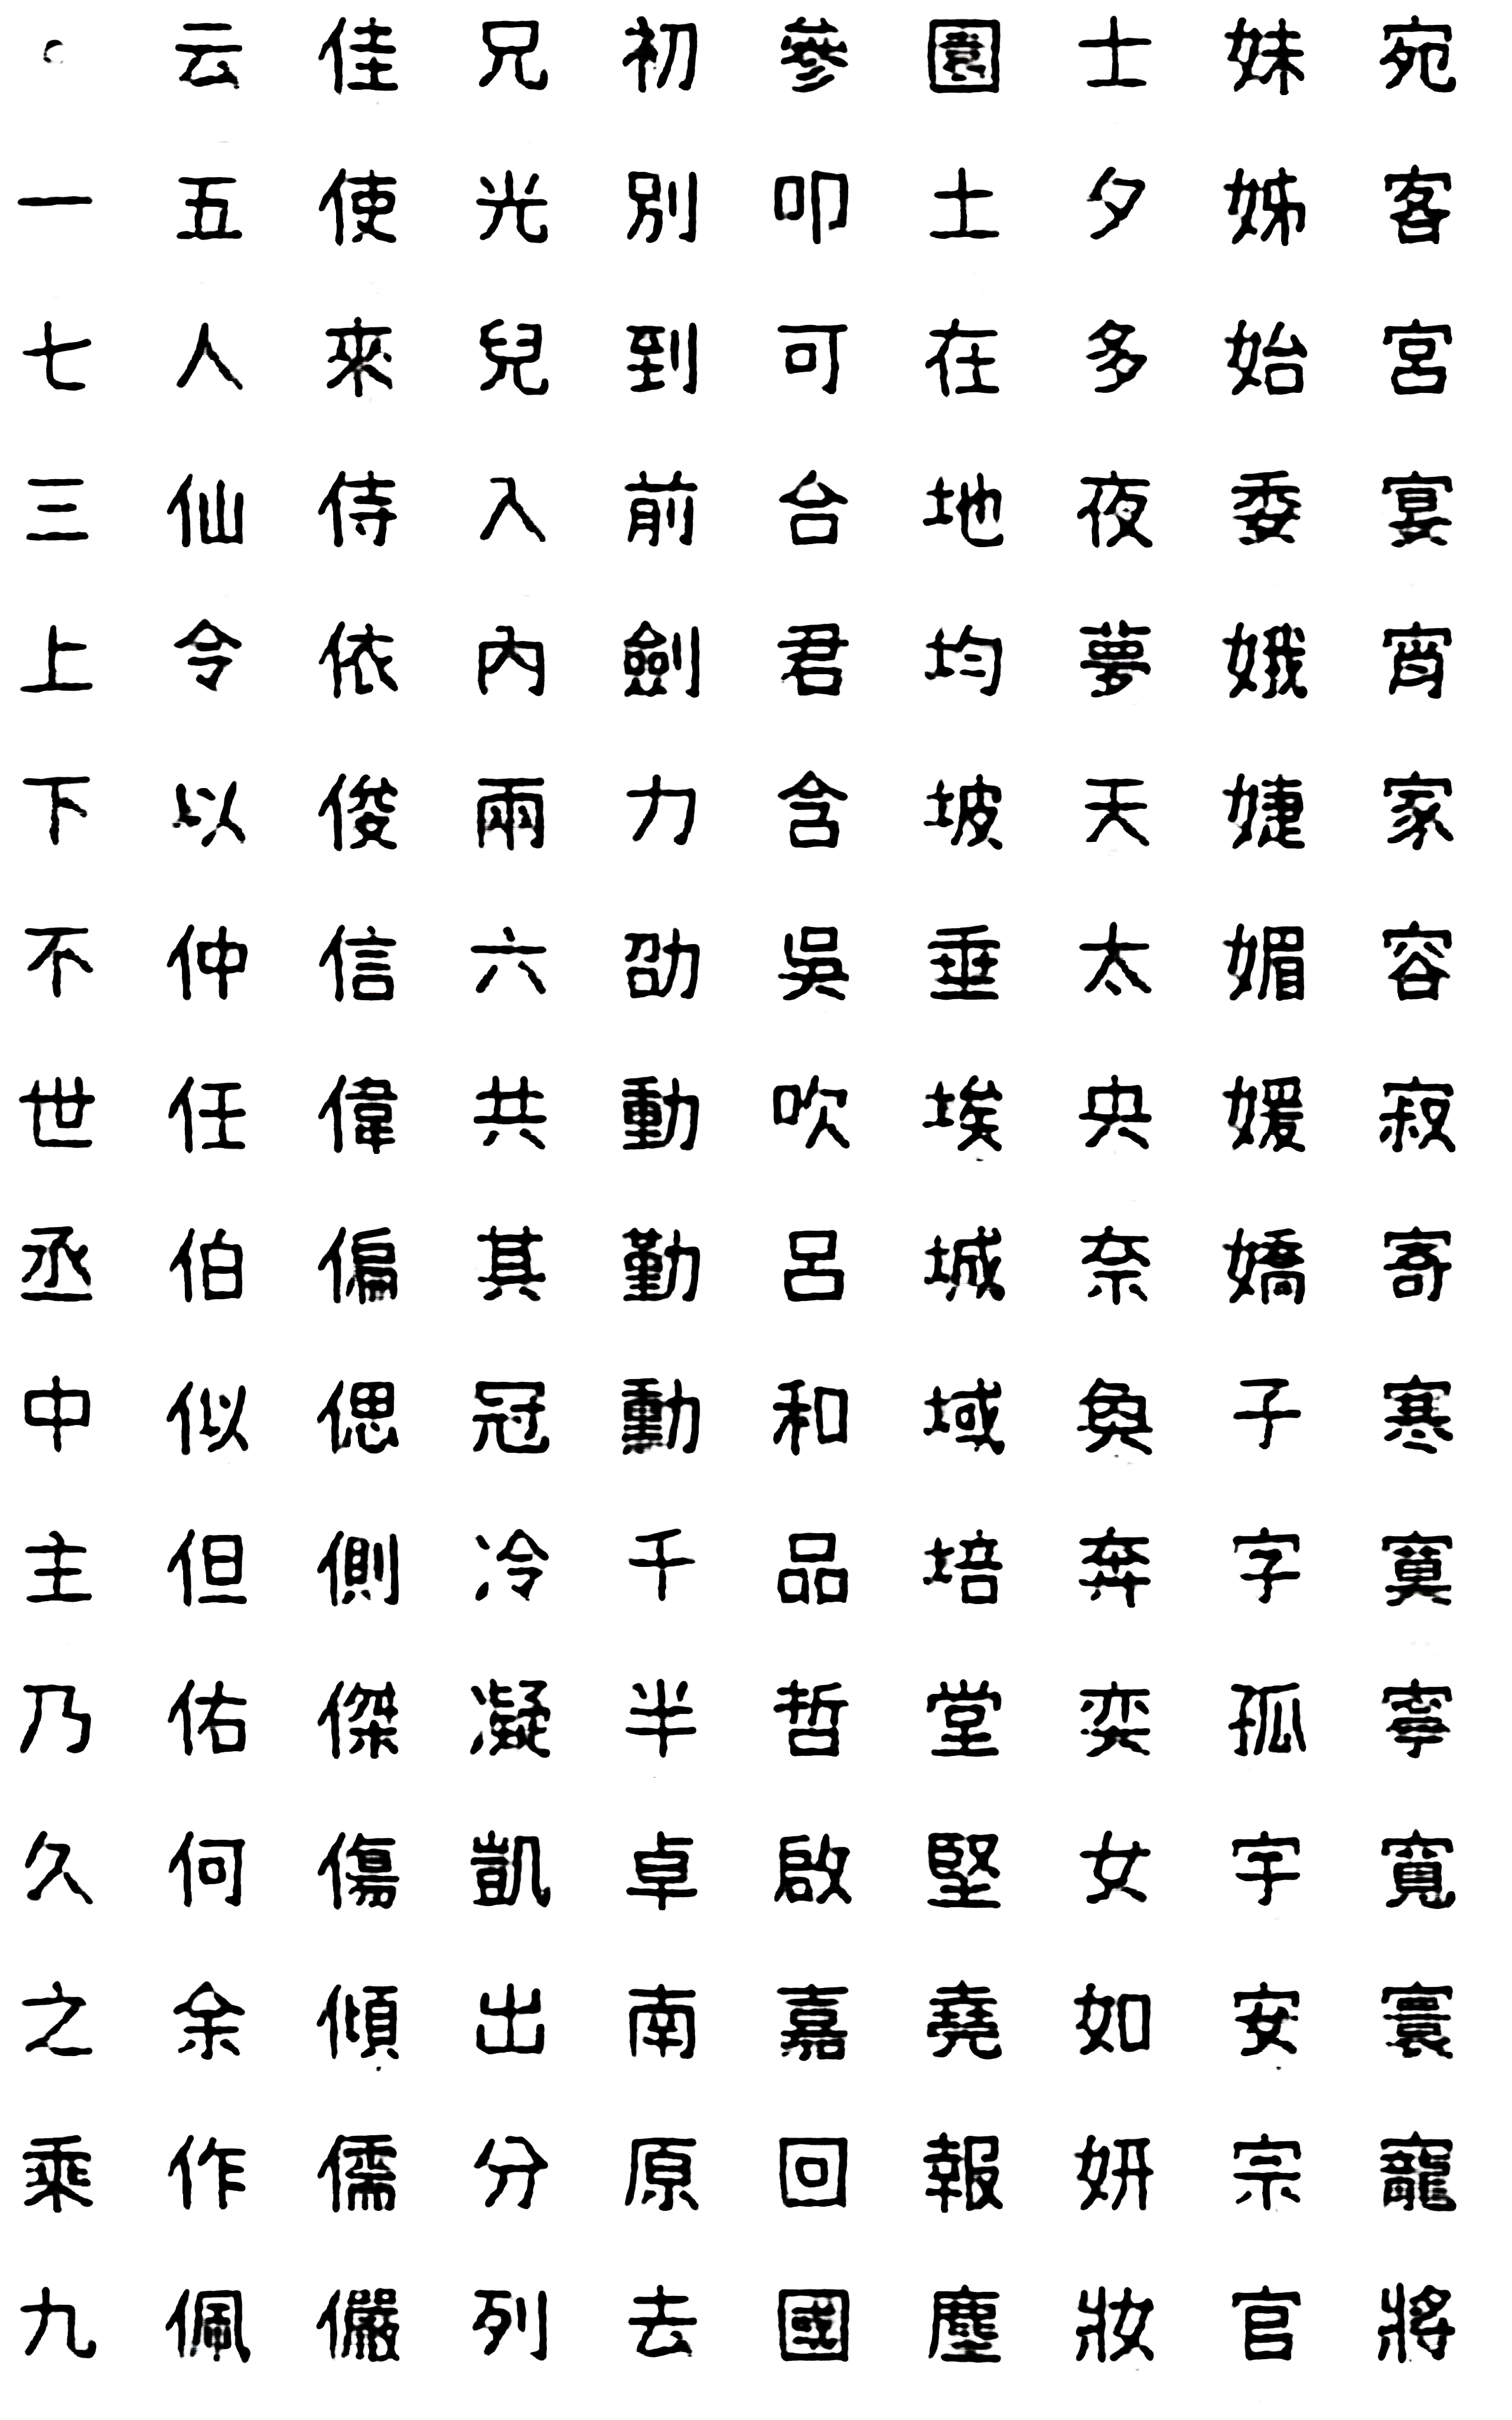 云 佳 兄 初 參 園 士 妹 宛
一 五 使 光 別 叩 土 夕 姊 客
七 人 來 兒 到 可 在 多 始 宮
三 仙 侍 入 前 台 地 夜 委 宴
上 令 依 內 劍 君 均 夢 娥 宵
下 以 俊 兩 力 含 坡 天 婕 家
不 仲 信 六 劭 吳 垂 太 媚 容
世 任 偉 共 動 吹 埃 央 媛 寂
丞 伯 偏 其 勤 呂 城 奈 嬌 寄
中 似 偲 冠 勳 和 域 奐 子 寒
主 但 側 冷 千 品 培 奔 字 寞
乃 佑 傑 凝 半 哲 堂 奕 孤 寧
久 何 傷 凱 卓 啟 堅 女 宇 寬
之 余 傾 出 南 嘉 堯 如 安 寰
乘 作 儒 分 原 回 報 妍 宗 寵
九 佩 儼 列 去 國 塵 妝 官 將